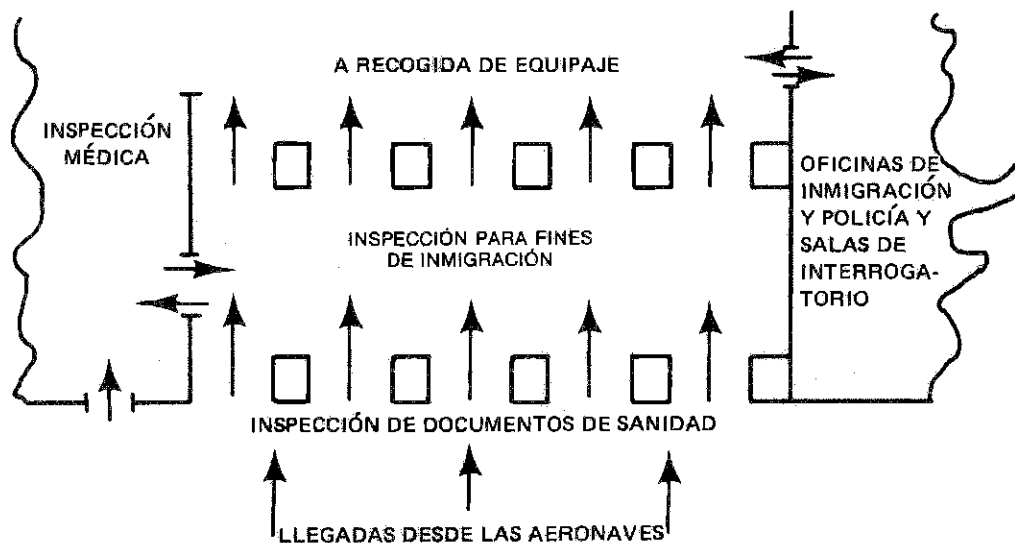 A RECOGIDA DE EQUIPAJE
INSPECCIÓN
MÉDICA
OFICINAS DE
INMIGRACIÓN
Y POLICÍA Y
SALAS DE
INTERROGA-
TORIO
INSPECCIÓN PARA FINES
DE INMIGRACIÓN
INSPECCIÓN DE DOCUMENTOS DE SANIDAD
LLEGADAS DESDE LAS AERONAVES